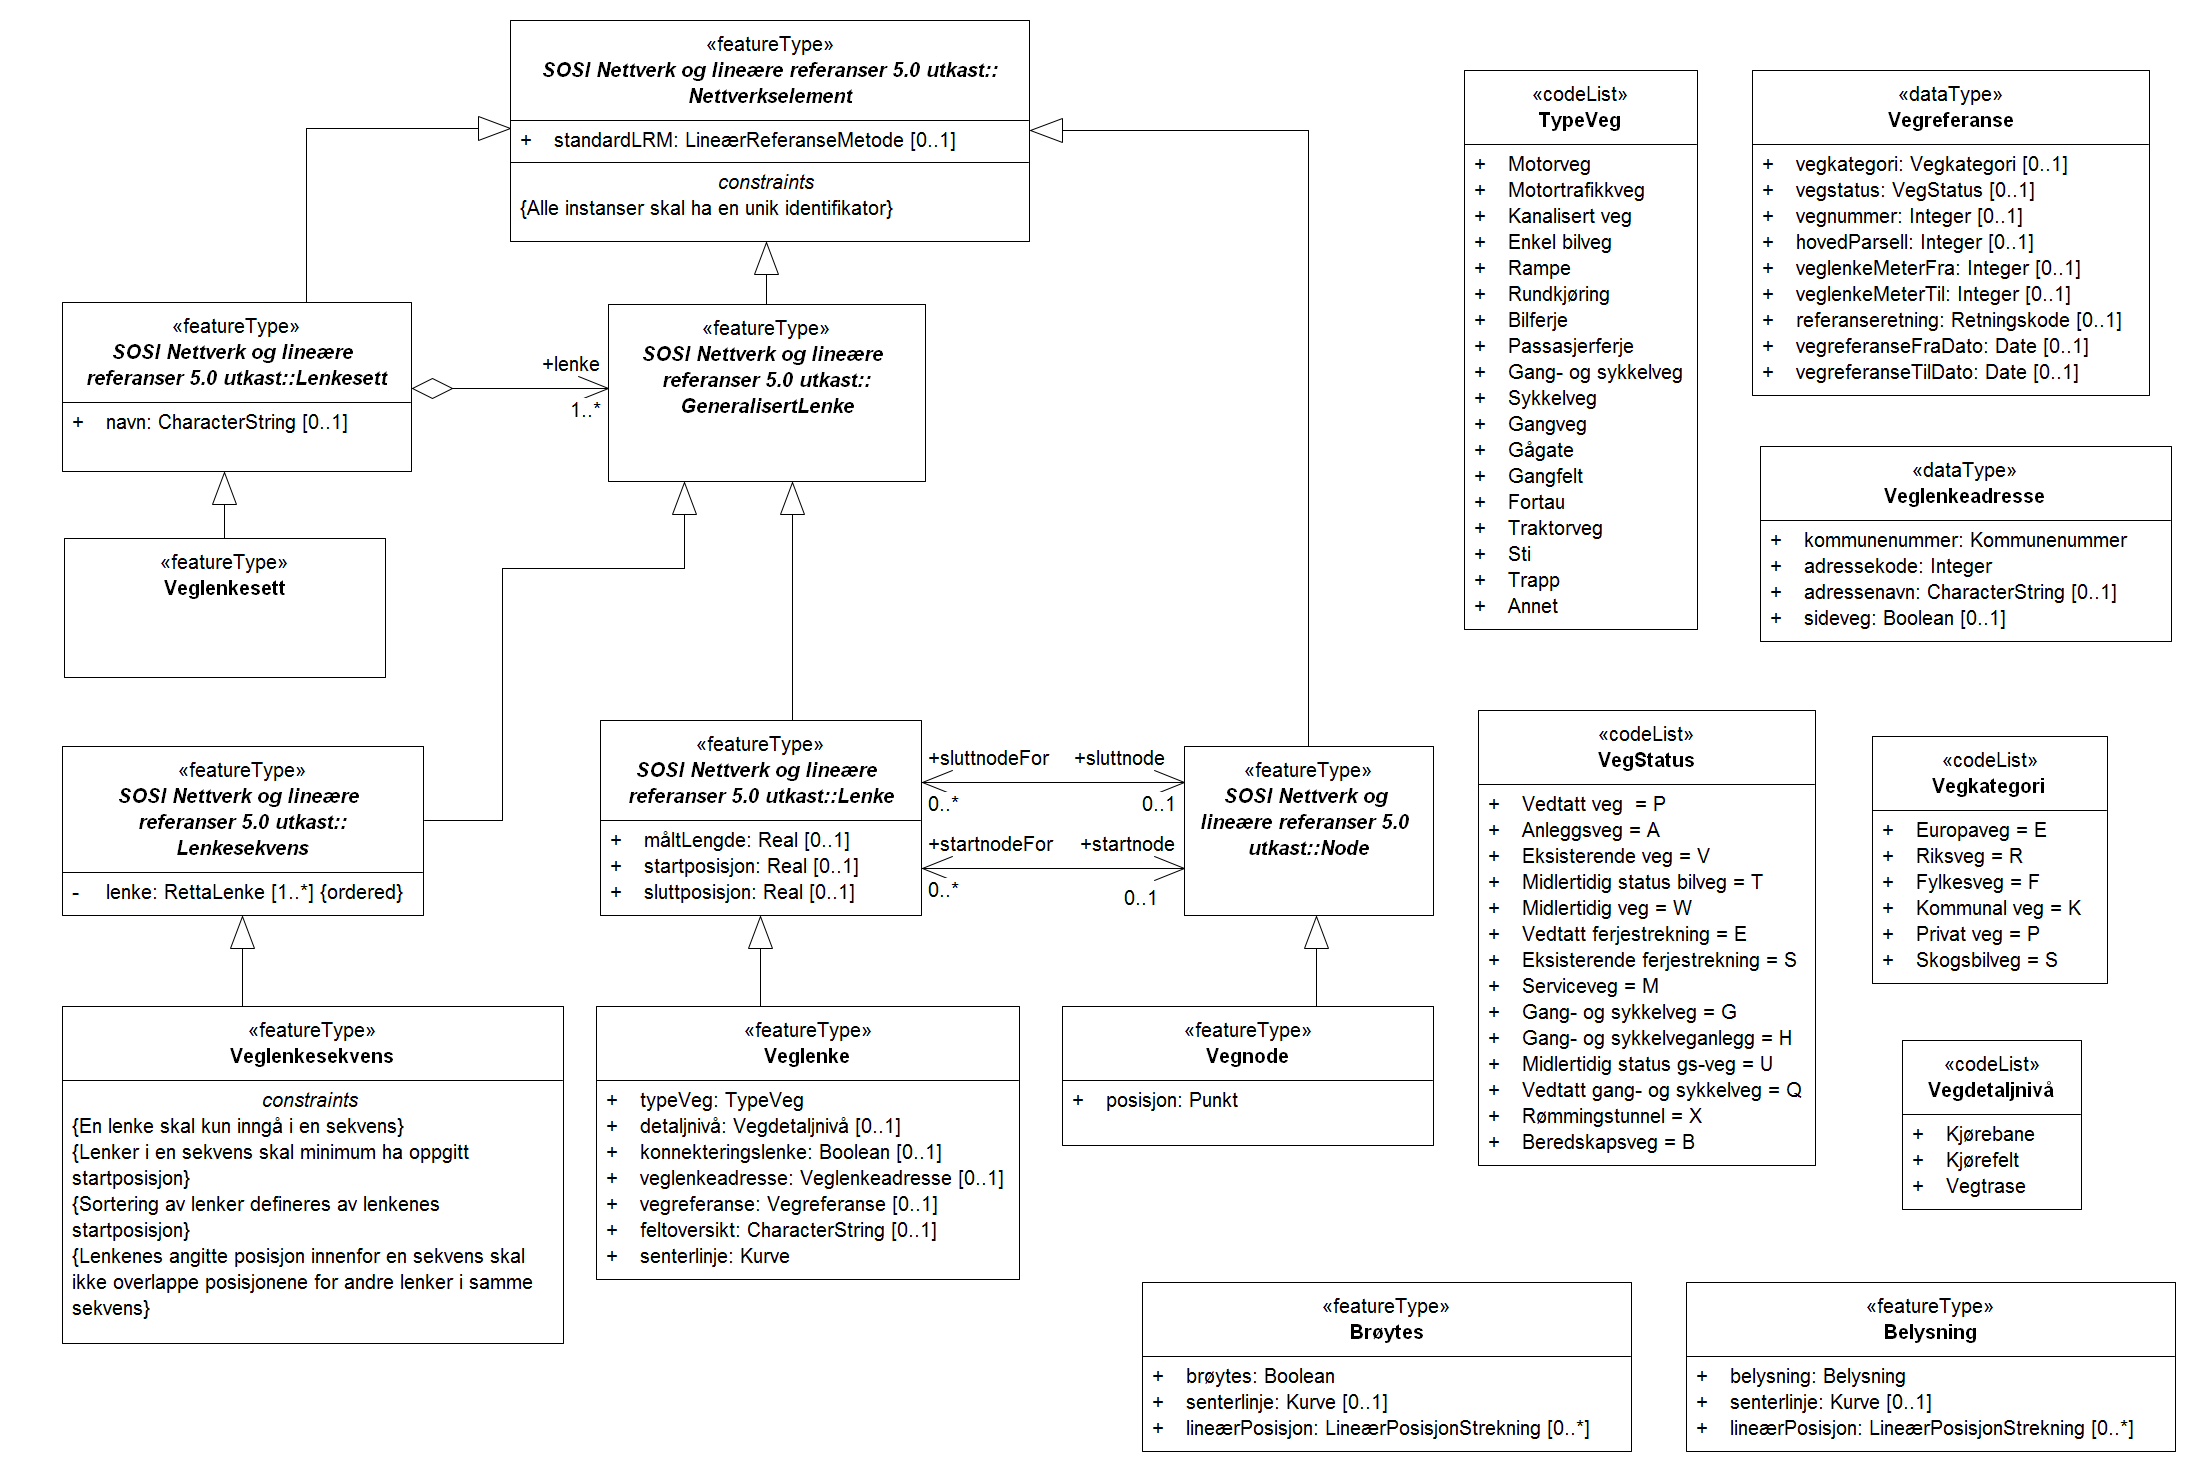 «featureType»
SOSI Nettverk og lineære referanser 5.0 utkast::
Nettverkselement
+ standardLRM: LineærReferanseMetode [0..1]
constraints
{Alle instanser skal ha en unik identifikator}
«featureType»
SOSI Nettverk og lineære
referanser 5.0 utkast::Lenkesett
+ navn: CharacterString [0..1]
+lenke
1..*
«featureType»
SOSI Nettverk og lineære
referanser 5.0 utkast::
GeneralisertLenke
«featureType»
Veglenkesett
«featureType»
SOSI Nettverk og lineære
referanser 5.0 utkast::
Lenkesekvens
- lenke: RettaLenke [1..*] {ordered}
«featureType»
SOSI Nettverk og lineære
referanser 5.0 utkast::Lenke
+ måltLengde: Real [0..1]
+ startposisjon: Real [0..1]
+ sluttposisjon: Real [0..1]
+sluttnodeFor +sluttnode
0..* 0..1
+startnodeFor +startnode
0..* 0..1
«featureType»
SOSI Nettverk og
lineære referanser 5.0
utkast::Node
«featureType»
Veglenkesekvens
constraints
{En lenke skal kun inngå i en sekvens}
{Lenker i en sekvens skal minimum ha oppgitt
startposisjon}
{Sortering av lenker defineres av lenkenes
startposisjon}
{Lenkenes angitte posisjon innenfor en sekvens skal
ikke overlappe posisjonene for andre lenker i samme
sekvens}
«featureType»
Veglenke
+ typeVeg: TypeVeg
+ detaljnivå: Vegdetaljnivå [0..1]
+ konnekteringslenke: Boolean [0..1]
+ veglenkeadresse: Veglenkeadresse [0..1]
+ vegreferanse: Vegreferanse [0..1]
+ feltoversikt: CharacterString [0..1]
+ senterlinje: Kurve
«featureType»
Vegnode
+ posisjon: Punkt
«codeList»
TypeVeg
+ Motorveg
+ Motortrafikkveg
+ Kanalisert veg
+ Enkel bilveg
+ Rampe
+ Rundkjøring
+ Bilferje
+ Passasjerferje
+ Gang- og sykkelveg
+ Sykkelveg
+ Gangveg
+ Gågate
+ Gangfelt
+ Fortau
+ Traktorveg
+ Sti
+ Trapp
+ Annet
«dataType»
Vegreferanse
+ vegkategori: Vegkategori [0..1]
+ vegstatus: VegStatus [0..1]
+ vegnummer: Integer [0..1]
+ hovedParsell: Integer [0..1]
+ veglenkeMeterFra: Integer [0..1]
+ veglenkeMeterTil: Integer [0..1]
+ referanseretning: Retningskode [0..1]
+ vegreferanseFraDato: Date [0..1]
+ vegreferanseTilDato: Date [0..1]
«dataType»
Veglenkeadresse
+ kommunenummer: Kommunenummer
+ adressekode: Integer
+ adressenavn: CharacterString [0..1]
+ sideveg: Boolean [0..1]
«codeList»
VegStatus
+ Vedtatt veg = P
+ Anleggsveg = A
+ Eksisterende veg = V
+ Midlertidig status bilveg = T
+ Midlertidig veg = W
+ Vedtatt ferjestrekning = E
+ Eksisterende ferjestrekning = S
+ Serviceveg = M
+ Gang- og sykkelveg = G
+ Gang- og sykkelveganlegg = H
+ Midlertidig status gs-veg = U
+ Vedtatt gang- og sykkelveg = Q
+ Rømmingstunnel = X
+ Beredskapsveg = B
«codeList»
Vegkategori
+ Europaveg = E
+ Riksveg = R
+ Fylkesveg = F
+ Kommunal veg = K
+ Privat veg = P
+ Skogsbilveg = S
«codeList»
Vegdetaljnivå
+ Kjørebane
+ Kjørefelt
+ Vegtrase
«featureType»
Brøytes
+ brøytes: Boolean
+ senterlinje: Kurve [0..1]
+ lineærPosisjon: LineærPosisjonStrekning [0..*]
«featureType»
Belysning
+ belysning: Belysning
+ senterlinje: Kurve [0..1]
+ lineærPosisjon: LineærPosisjonStrekning [0..*]